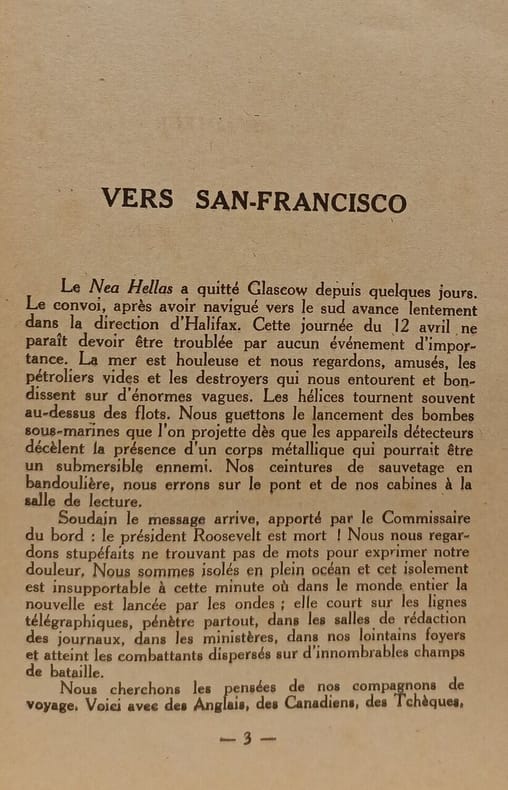 VERS SAN-FRANCISCO
Le Nea Hellas a quitté Glascow depuis quelques jours.
Le convoi, après avoir navigué vers le sud avance lentement
dans la direction d'Halifax. Cette journée du 12 avril ne
paraît devoir être troublée par aucun événement d'impor-
tance. La mer est houleuse et nous regardons, amusés, les
pétroliers vides et les destroyers qui nous entourent et bon-
dissent sur d'énormes vagues. Les hélices tournent souvent
au-dessus des flots. Nous guettons le lancement des bombes
sous-marines que l'on projette dès que les appareils détecteurs
décèlent la présence d'un corps métallique qui pourrait être
un submersible ennemi. Nos ceintures de sauvetage en
bandoulière, nous errons sur le pont et de nos cabines à la
salle de lecture.
Soudain le message arrive, apporté par le Commissaire
du bord : le président Roosevelt est mort ! Nous nous regar-
dons stupéfaits ne trouvant pas de mots pour exprimer notre
douleur. Nous sommes isolés en plein océan et cet isolement
est insupportable à cette minute où dans le monde entier la
nouvelle est lancée par les ondes ; elle court sur les lignes
télégraphiques, pénètre partout, dans les salles de rédaction
des journaux, dans les ministères, dans nos lointains foyers
et atteint les combattants dispersés sur d'innombrables champs
de bataille.
Nous cherchons les pensées de nos compagnons de
voyage. Voici avec des Anglais, des Canadiens, des Tchèques,
— 3 —